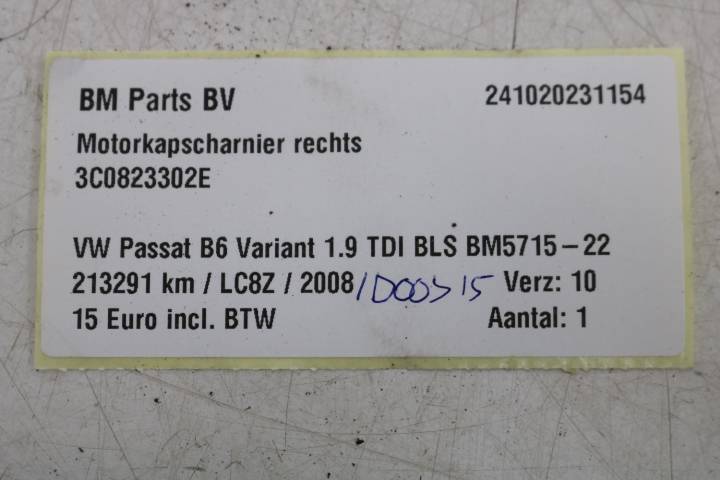 BM Parts BV 241020231154
Motorkapscharnier rechts
3C0823302E
VW Passat B6 Variant 1.9 TDI BLS BM5715-22
213291 km / LC8Z / 2008 Verz: 10
15 Euro incl. BTW Aantal: 1